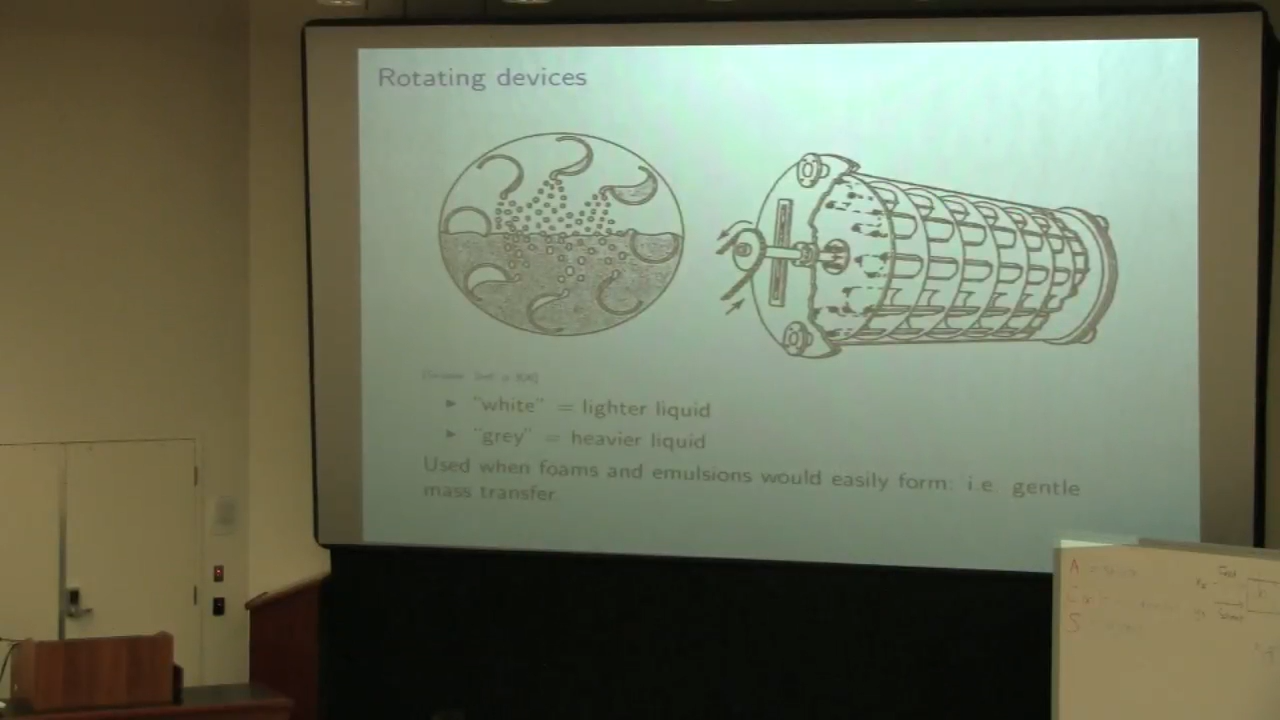 Rotating devices
► "white" = lighter liquid
► "grey" = heavier liquid
Used when foams and emulsions would easily form: i.e. gentle
mass transfer
A =
S